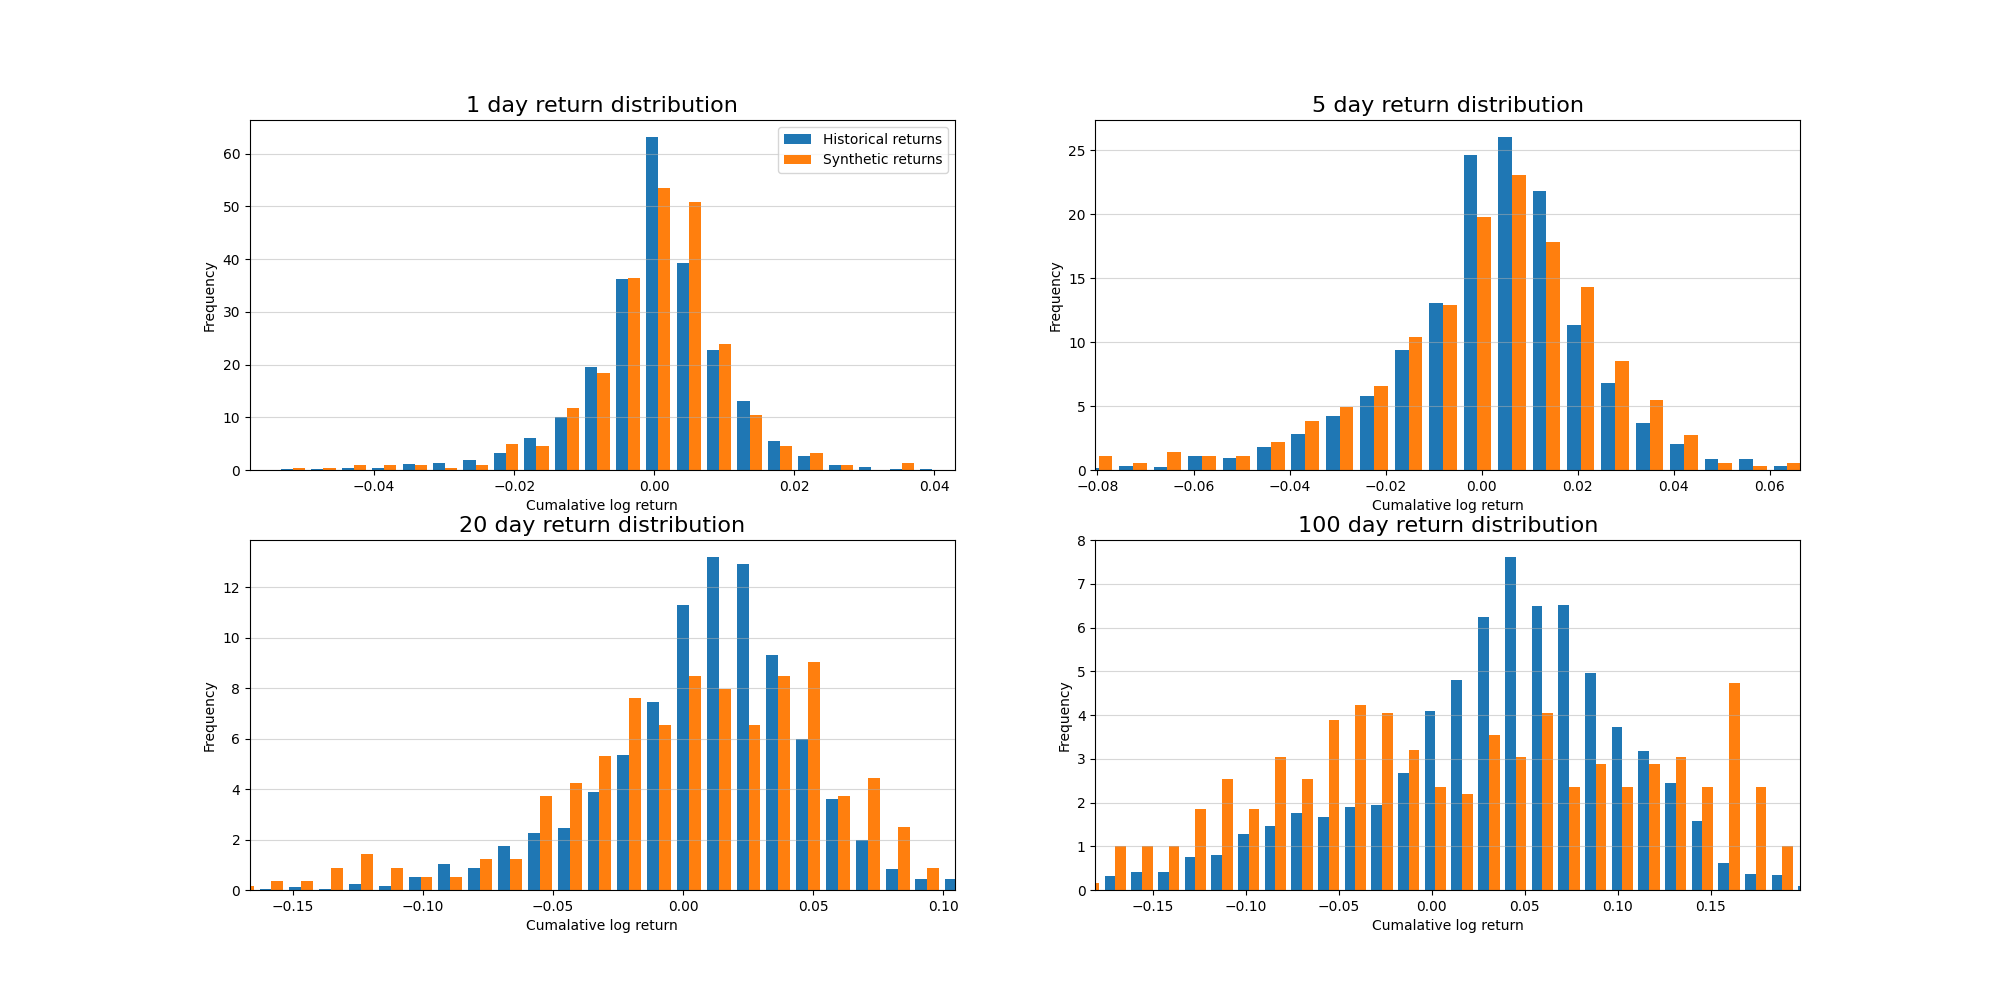 1 day return distribution
Historical returns
Synthetic returns
Frequency
60
50
40
30
20
10
0
−0.04 −0.02 0.00 0.02 0.04
Cumalative log return
5 day return distribution
Frequency
25
20
15
10
5
0
−0.08 −0.06 −0.04 −0.02 0.00 0.02 0.04 0.06
Cumalative log return
20 day return distribution
Frequency
12
10
8
6
4
2
0
−0.15 −0.10 −0.05 0.00 0.05 0.10
Cumalative log return
100 day return distribution
Frequency
8
7
6
5
4
3
2
1
0
−0.15 −0.10 −0.05 0.00 0.05 0.10 0.15
Cumalative log return